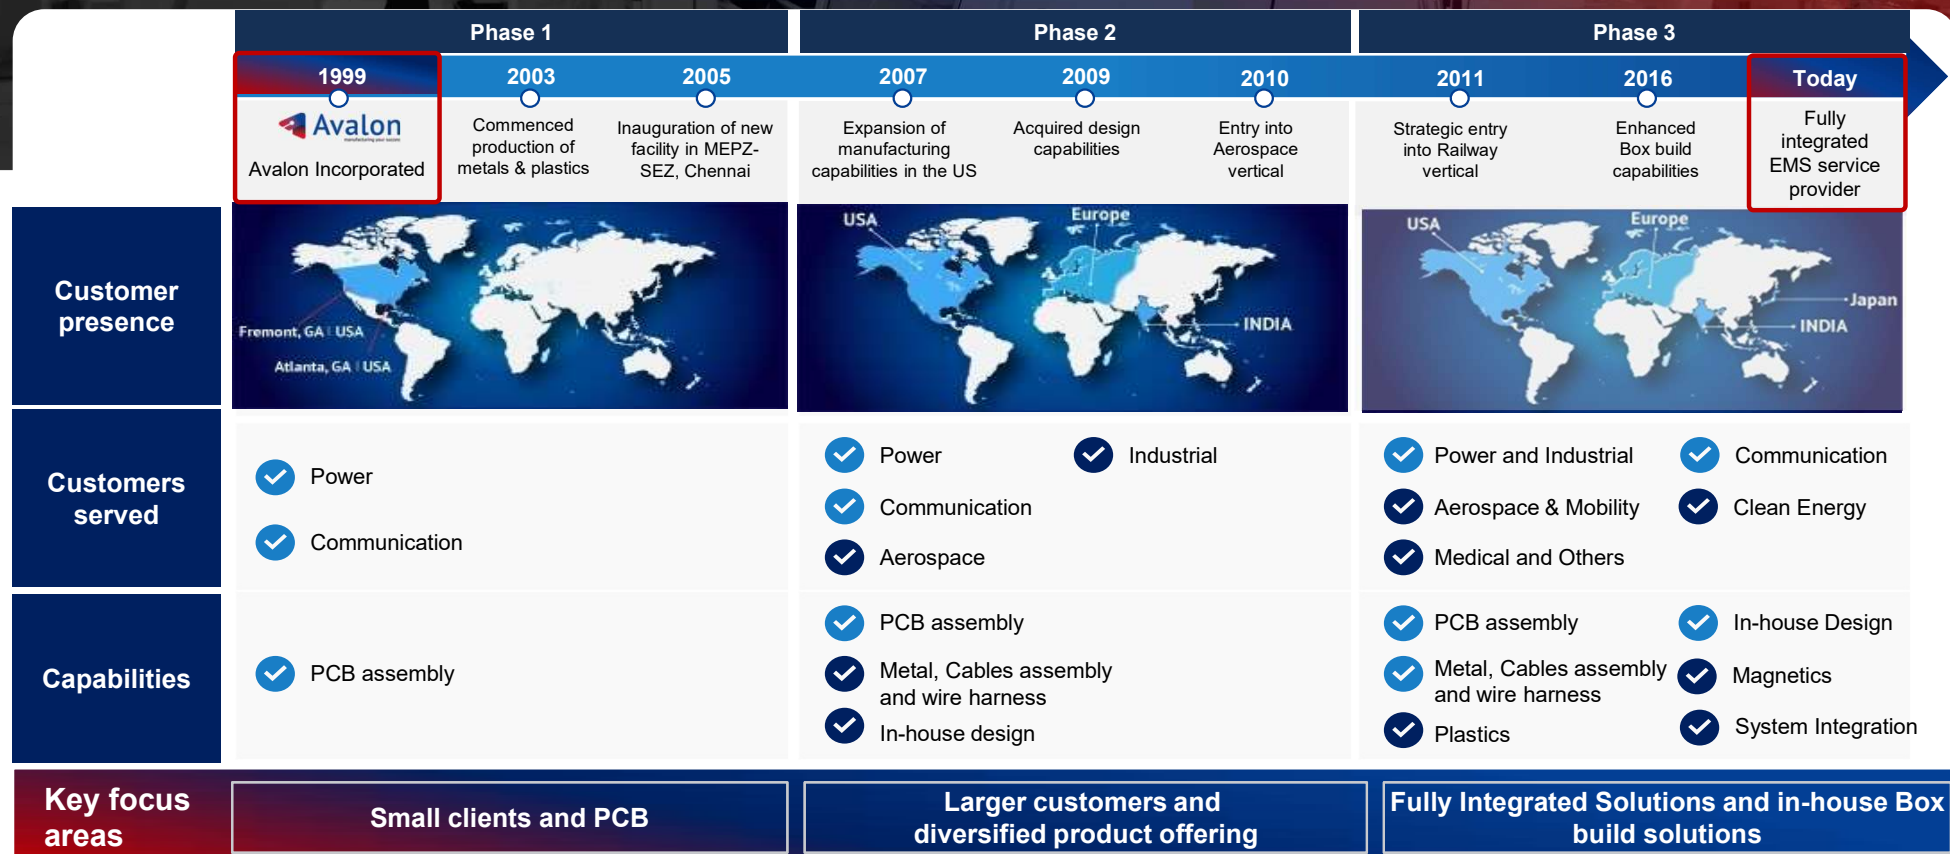 Phase 1
Phase 2
Phase 3
1999
2003
2005
2007
2009
2010
2011
2016
Today
Avalon
Avalon Incorporated
Commenced
production of
metals & plastics
Inauguration of new
facility in MEPZ-
SEZ, Chennai
Expansion of
manufacturing
capabilities in the US
Acquired design
capabilities
Entry into
Aerospace
vertical
Strategic entry
into Railway
vertical
Enhanced
Box build
capabilities
Fully
integrated
EMS service
provider
Customer
presence
Fremont, GA | USA
Atlanta, GA | USA
USA
Europe
INDIA
USA
Europe
Japan
INDIA
Customers
served
Power
Communication
Power
Industrial
Communication
Aerospace
Power and Industrial
Communication
Aerospace & Mobility
Clean Energy
Medical and Others
Capabilities
PCB assembly
PCB assembly
Metal, Cables assembly
and wire harness
In-house design
PCB assembly
In-house Design
Metal, Cables assembly
and wire harness
Magnetics
Plastics
System Integration
Key focus
areas
Small clients and PCB
Larger customers and
diversified product offering
Fully Integrated Solutions and in-house Box
build solutions